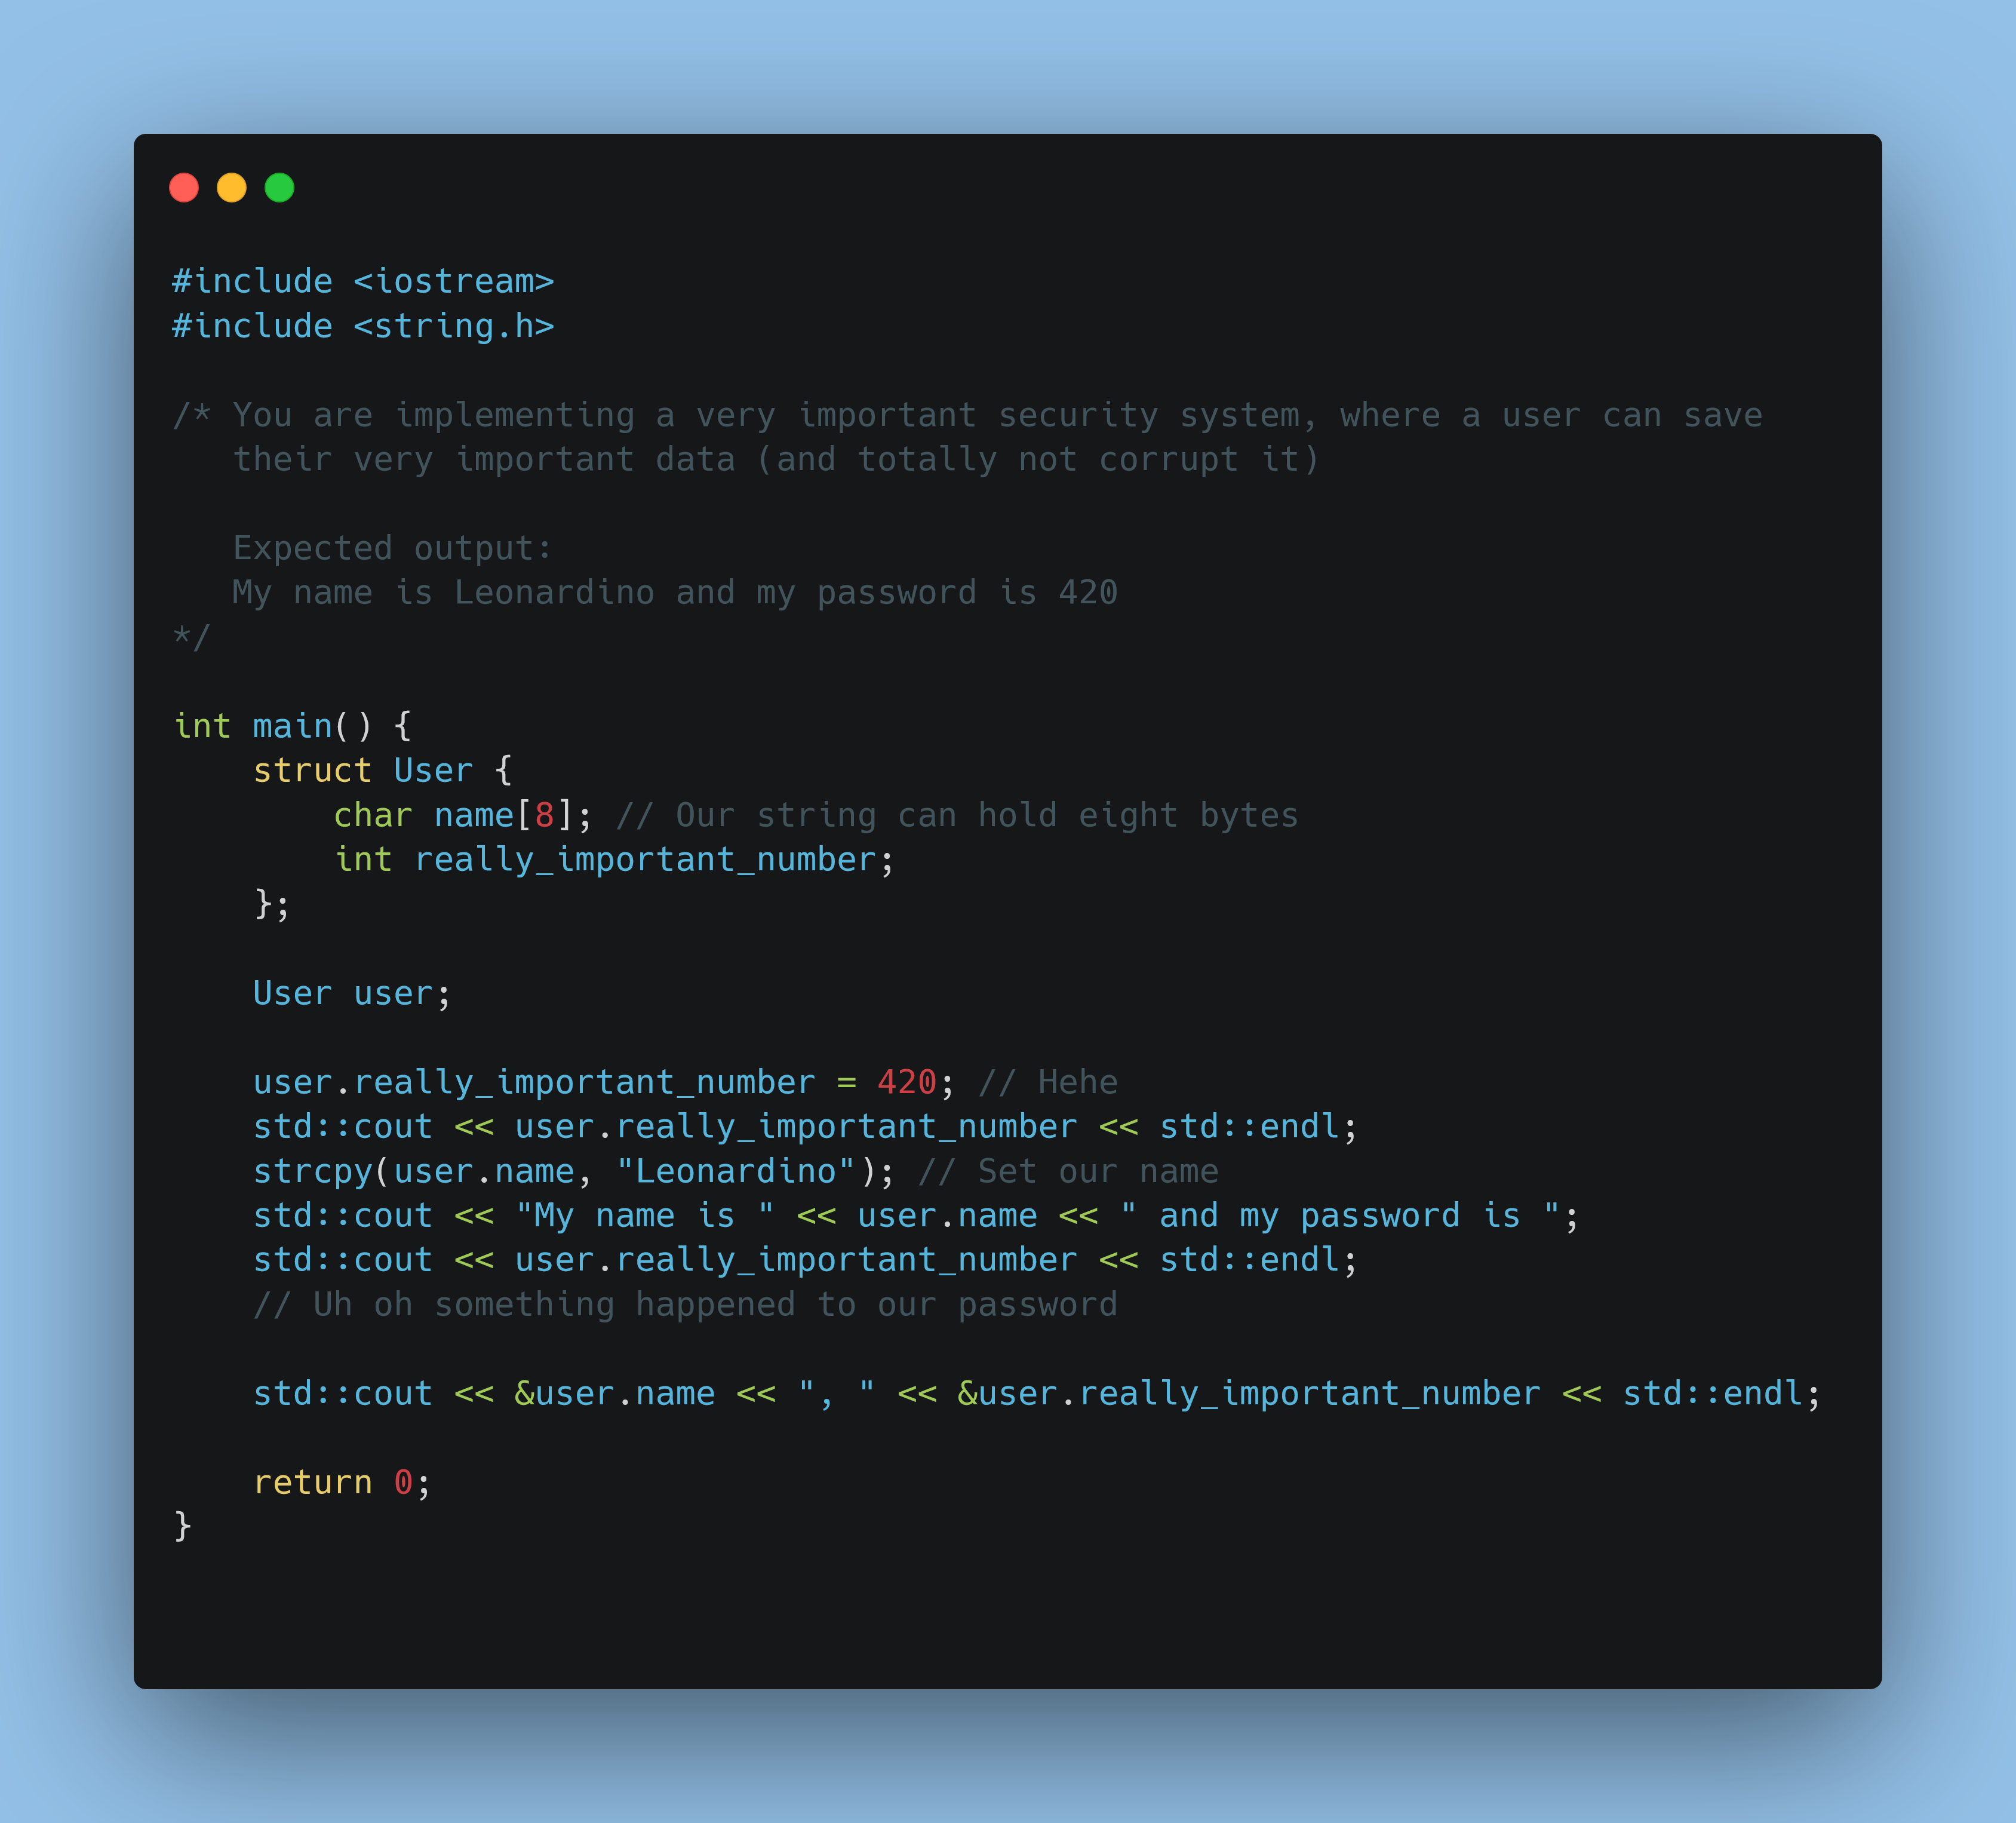 #include <iostream>
#include <string.h>

/* You are implementing a very important security system, where a user can save
   their very important data (and totally not corrupt it)

   Expected output:
   My name is Leonardino and my password is 420
*/

int main() {
    struct User {
        char name[8]; // Our string can hold eight bytes
        int really_important_number;
    };

    User user;

    user.really_important_number = 420; // Hehe
    std::cout << user.really_important_number << std::endl;
    strcpy(user.name, "Leonardino"); // Set our name
    std::cout << "My name is " << user.name << " and my password is ";
    std::cout << user.really_important_number << std::endl;
    // Uh oh something happened to our password

    std::cout << &user.name << ", " << &user.really_important_number << std::endl;

    return 0;
}